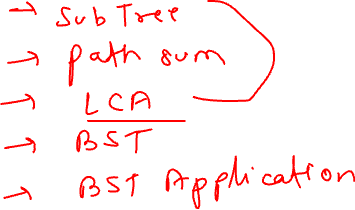 → SubTree
→ path sum
→ LCA
→ BST
→ BST Application